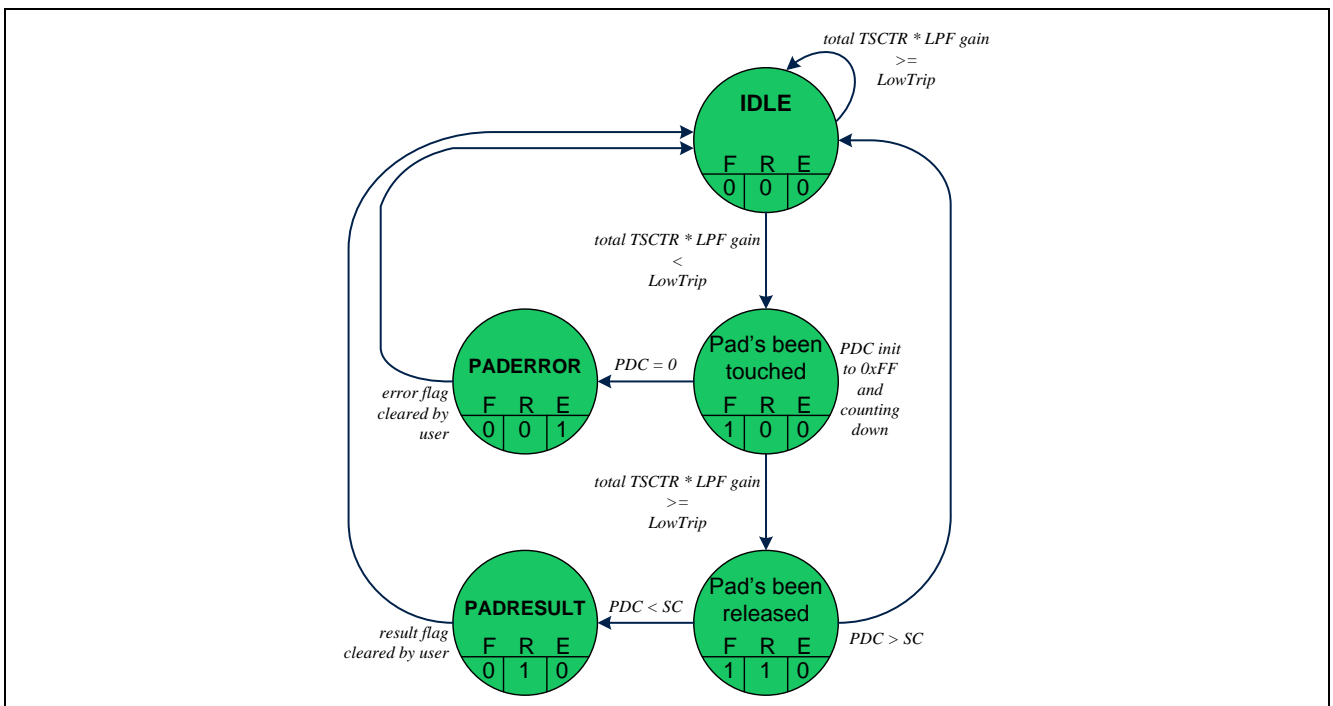 total TSCTR * LPF gain
>=
LowTrip
IDLE
F R E
0 0 0
total TSCTR * LPF gain
<
LowTrip
PADERROR
F R E
0 0 1
error flag
cleared by
user
PDC = 0
Pad's been
touched
F R E
1 0 0
PDC init
to 0xFF
and
counting
down
total TSCTR * LPF gain
>=
LowTrip
PADRESULT
F R E
0 1 0
result flag
cleared by user
PDC < SC
Pad's been
released
F R E
1 1 0
PDC > SC